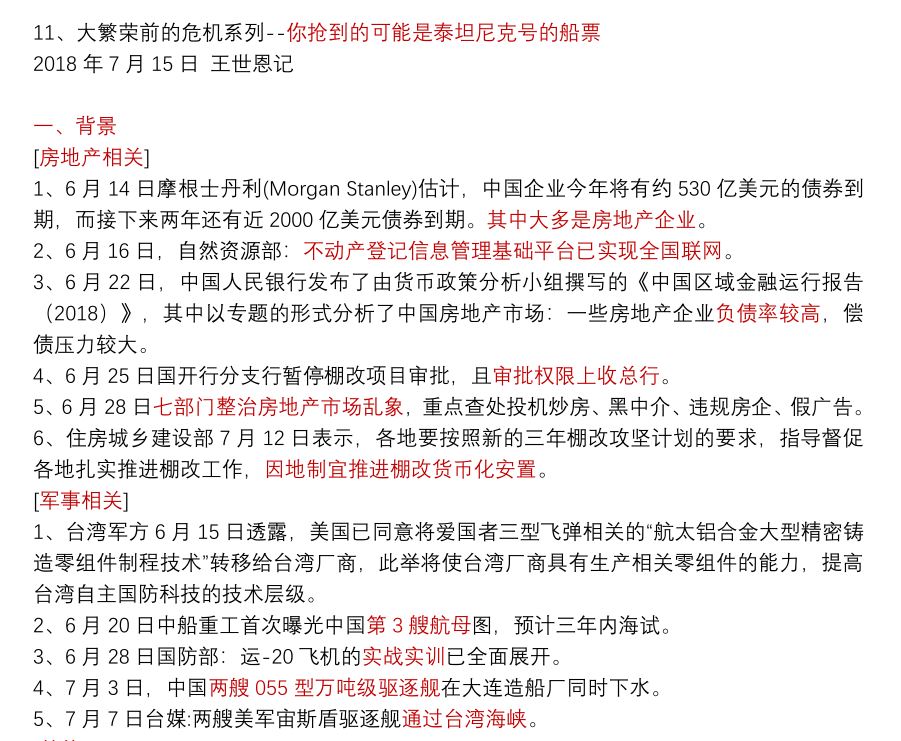 11、大繁荣前的危机系列--你抢到的可能是泰坦尼克号的船票
2018 年 7 月 15 日 王世恩记
一、背景
[房地产相关]
1、6 月 14 日摩根士丹利(Morgan Stanley)估计，中国企业今年将有约 530 亿美元的债券到
期，而接下来两年还有近 2000 亿美元债券到期。其中大多是房地产企业。
2、6 月 16 日，自然资源部：不动产登记信息管理基础平台已实现全国联网。
3、6 月 22 日，中国人民银行发布了由货币政策分析小组撰写的《中国区域金融运行报告
（2018）》，其中以专题的形式分析了中国房地产市场：一些房地产企业负债率较高，偿
债压力较大。
4、6 月 25 日国开行分支行暂停棚改项目审批，且审批权限上收总行。
5、6 月 28 日七部门整治房地产市场乱象，重点查处投机炒房、黑中介、违规房企、假广告。
6、住房城乡建设部 7 月 12 日表示，各地要按照新的三年棚改攻坚计划的要求，指导督促
各地扎实推进棚改工作，因地制宜推进棚改货币化安置。
[军事相关]
1、台湾军方 6 月 15 日透露，美国已同意将爱国者三型飞弹相关的“航太铝合金大型精密铸
造零组件制程技术”转移给台湾厂商，此举将使台湾厂商具有生产相关零组件的能力，提高
台湾自主国防科技的技术层级。
2、6 月 20 日中船重工首次曝光中国第 3 艘航母图，预计三年内海试。
3、6 月 28 日国防部：运-20 飞机的实战实训已全面展开。
4、7 月 3 日，中国两艘 055 型万吨级驱逐舰在大连造船厂同时下水。
5、7 月 7 日台媒:两艘美军宙斯盾驱逐舰通过台湾海峡。